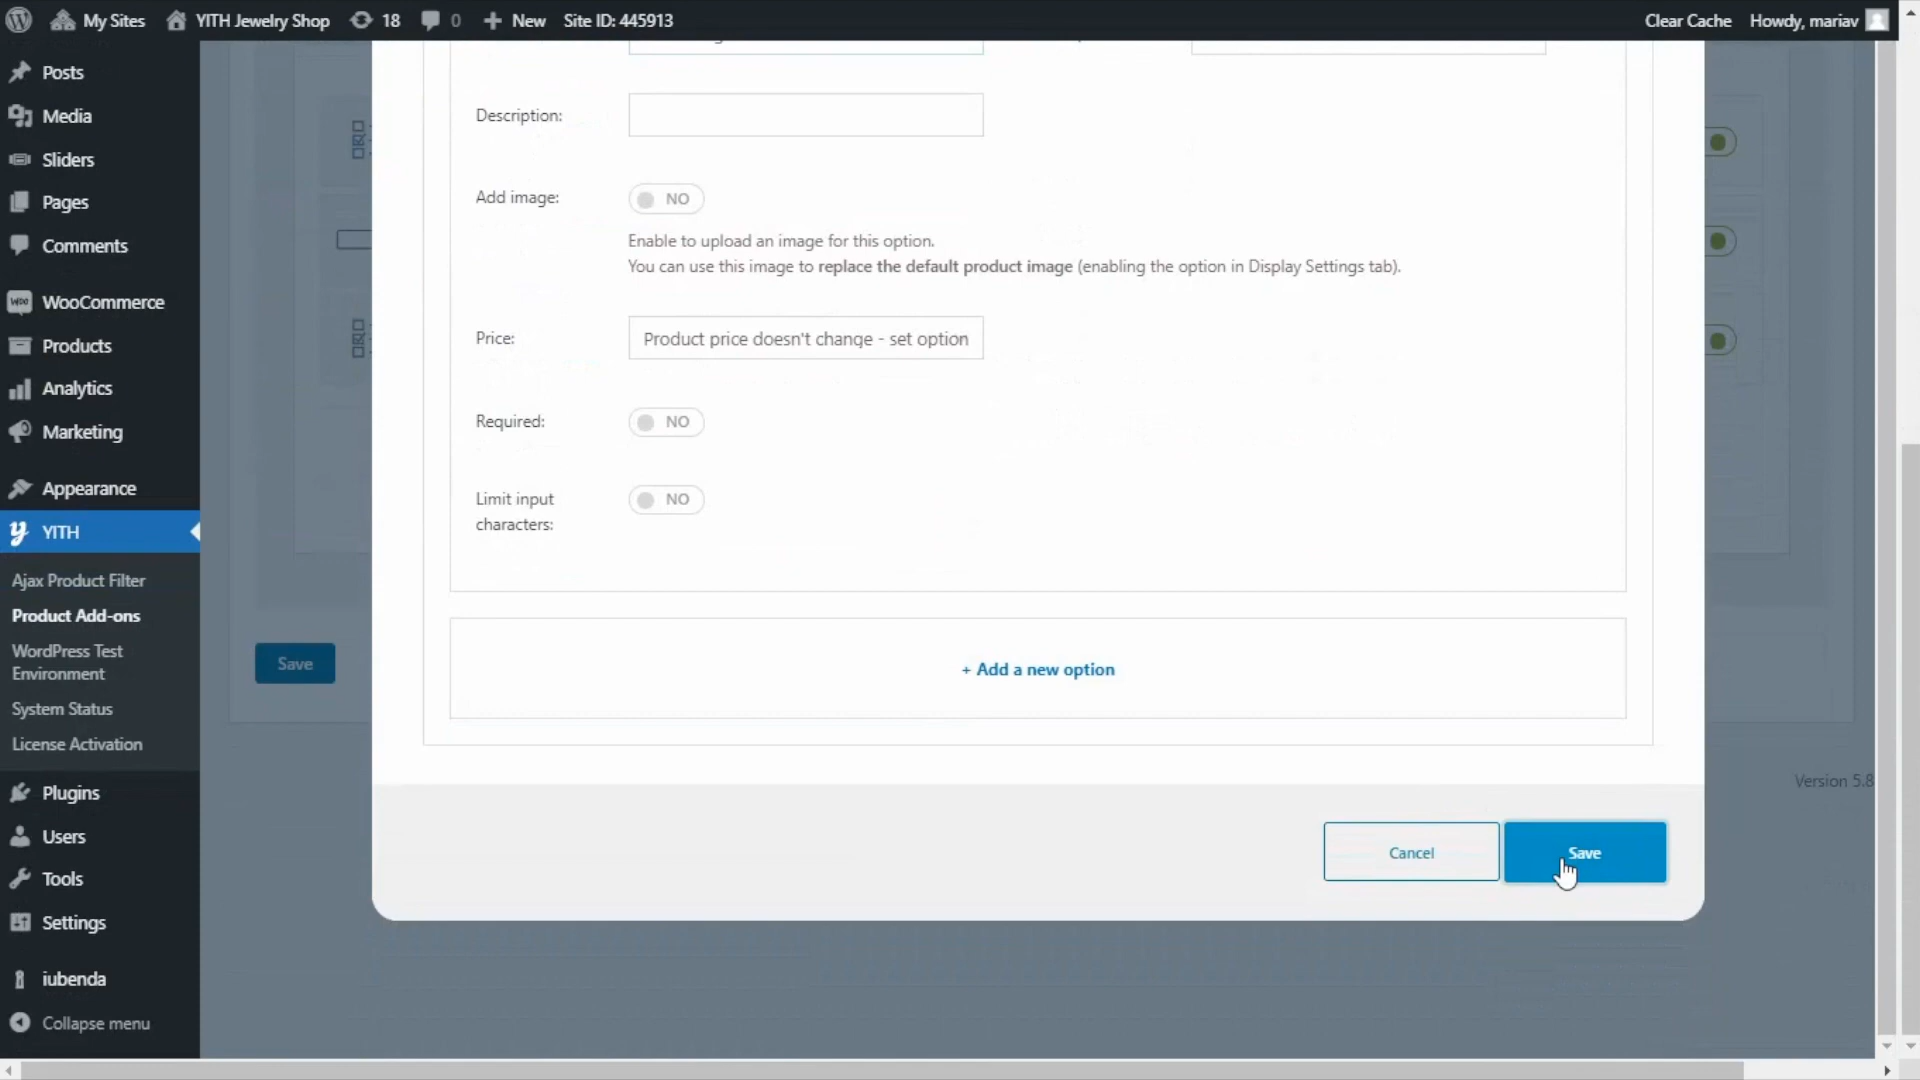 My Sites
YITH Jewelry Shop
18
0
New
Site ID: 445913
Clear Cache
Howdy, mariav
Posts
Media
Sliders
Pages
Comments
WooCommerce
Products
Analytics
Marketing
Appearance
YITH
Ajax Product Filter
Product Add-ons
WordPress Test
Environment
System Status
License Activation
Plugins
Users
Tools
Settings
iubenda
Collapse menu
Description:
Add image:
NO
Enable to upload an image for this option.
You can use this image to replace the default product image (enabling the option in Display Settings tab).
Price:
Product price doesn't change - set option
Required:
NO
Limit input
characters:
NO
+ Add a new option
Save
Version 5.8
Cancel
Save